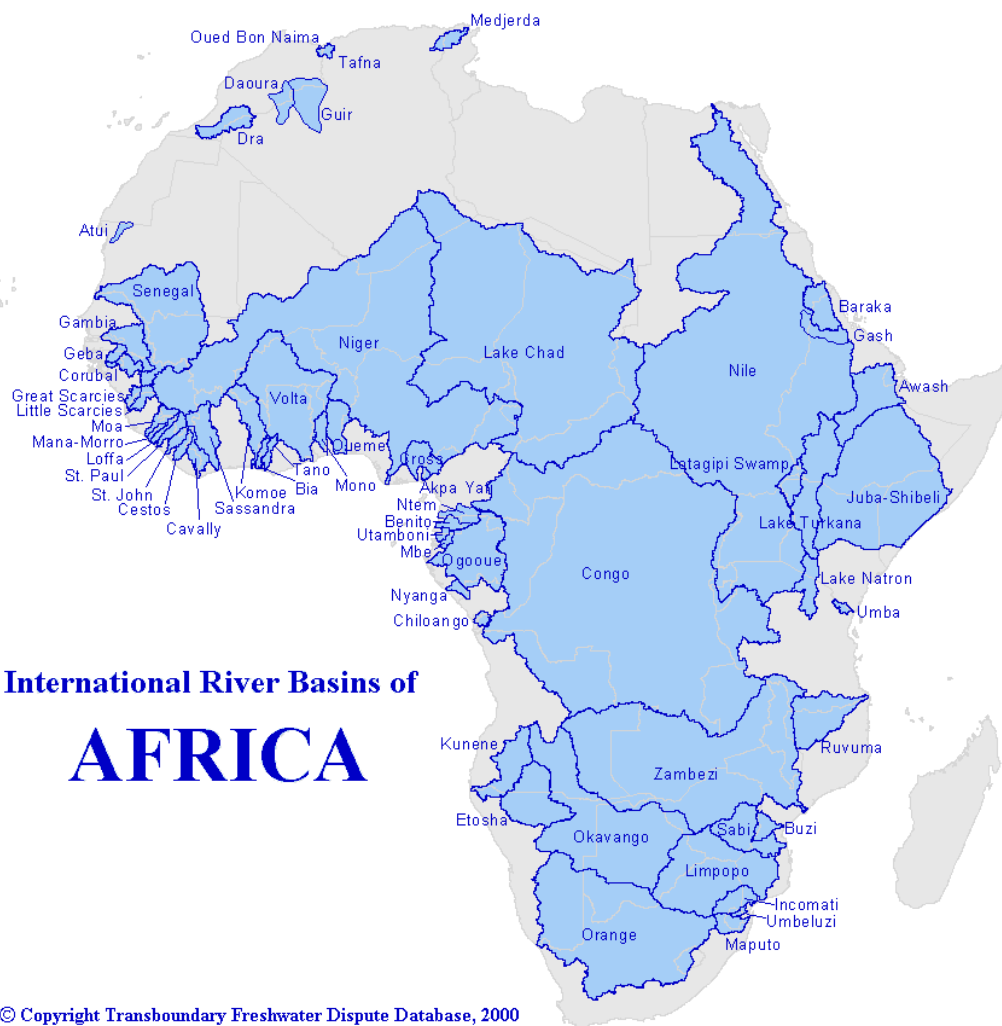 Medjerda
Oued Bon Naima
Tafna
Daoura
Guir
Dra
Atui
Senegal
Baraka
Gambia
Gash
Niger
Geba
Lake Chad
Nile
Corubal
Awash
Great Scarcies
Volta
Little Scarcies
Moa
Mana-Morro
Oueme
Loffa
Cross
Lotagipi Swamp
St. Paul
Tano
St. John
Komoe
Bia
Mono
Akpa Yafi
Juba-Shibeli
Cestos
Sassandra
Ntem
Cavally
Benito
Lake Turkana
Utamboni
Mbe
Ogooue
Congo
Lake Natron
Nyanga
Umba
Chiloango
International River Basins of
AFRICA
Kunene
Ruvuma
Zambezi
Etosha
Okavango
Sabi
Buzi
Limpopo
Incomati
Umbeluzi
Orange
Maputo
© Copyright Transboundary Freshwater Dispute Database, 2000